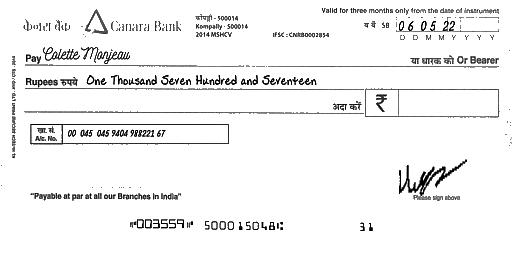 Valid for three months only from the date of instrument
केनरा बैंक Canara Bank
कोंपल्ली - 500014
Kompally - 500014
2014 MSHCV
IFSC : CNRB0002854
SB 06 05 22
D D M M Y Y Y Y
Pay Colette Monjeau या धारक को Or Bearer
Rupees रुपये One Thousand Seven Hundred and Seventeen
अदा करें ₹
खा. सं.
A/c. No. 00 045 045 9404 988221 67
Please sign above
"Payable at par at all our Branches in India"
⑈003559⑈ 500015048⑆ 31